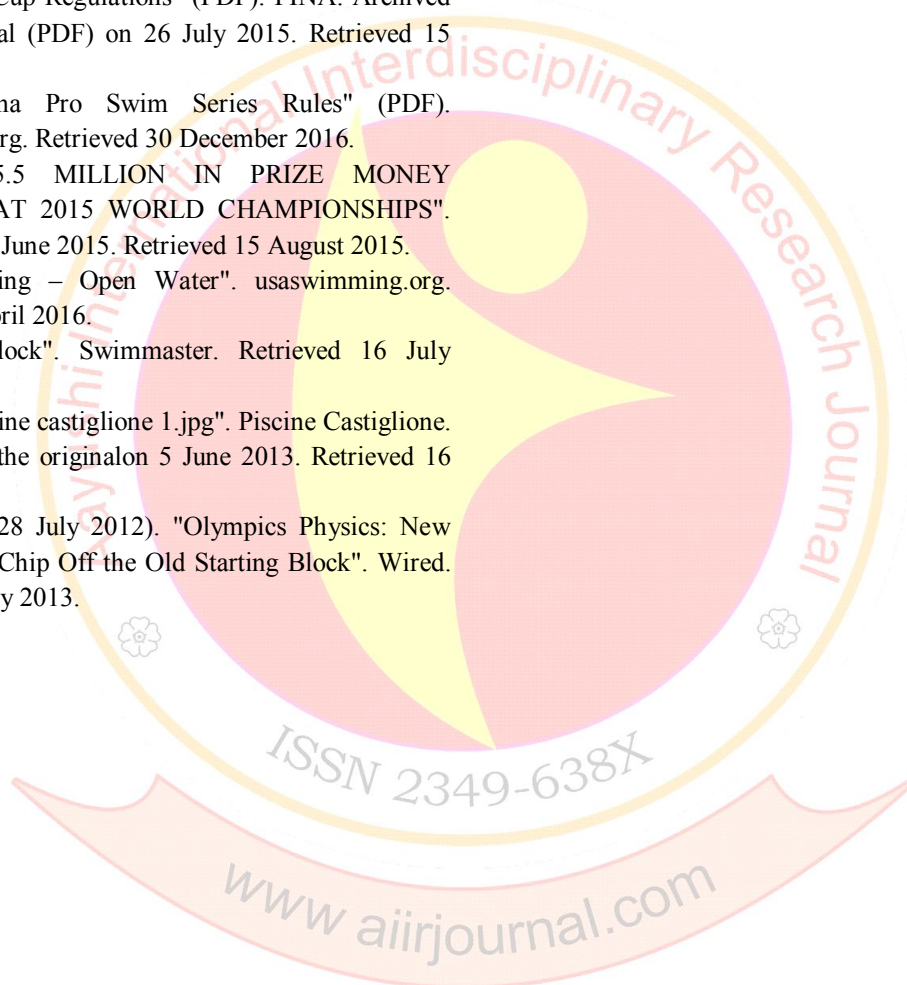 Cup Regulations" (PDF). FINA. Archived
al (PDF) on 26 July 2015. Retrieved 15
na Pro Swim Series Rules" (PDF).
rg. Retrieved 30 December 2016.
5.5 MILLION IN PRIZE MONEY
AT 2015 WORLD CHAMPIONSHIPS".
June 2015. Retrieved 15 August 2015.
ing – Open Water". usaswimming.org.
ril 2016.
lock". Swimmaster. Retrieved 16 July
ine castiglione 1.jpg". Piscine Castiglione.
the originalon 5 June 2013. Retrieved 16
28 July 2012). "Olympics Physics: New
Chip Off the Old Starting Block". Wired.
y 2013.
Aayushi International Interdisciplinary Research Journal
ISSN 2349-638X
www aiirjournal.com